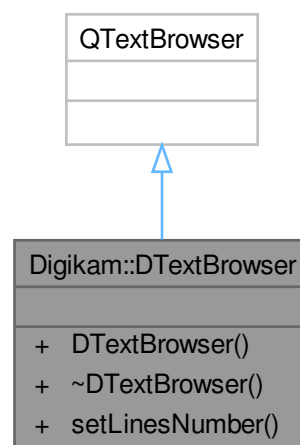 QTextBrowser
Digikam::DTextBrowser
+ DTextBrowser()
+ ~DTextBrowser()
+ setLinesNumber()